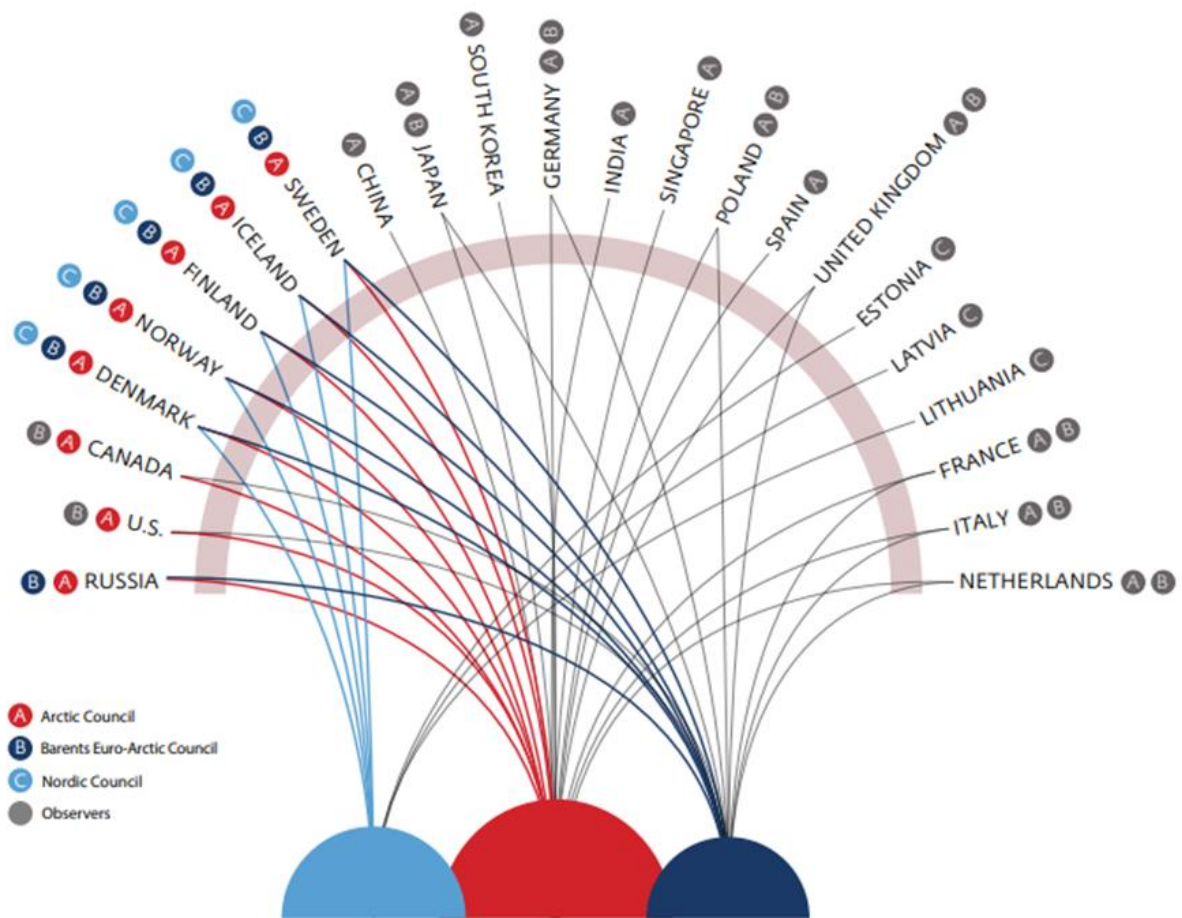 B A RUSSIA
B A U.S.
B A CANADA
C B A DENMARK
C B A NORWAY
C B A FINLAND
C B A ICELAND
C B A SWEDEN
A CHINA
A B JAPAN
A SOUTH KOREA
GERMANY A B
INDIA A
SINGAPORE A
POLAND A B
SPAIN A
UNITED KINGDOM A B
ESTONIA C
LATVIA C
LITHUANIA C
FRANCE A B
ITALY A B
NETHERLANDS A B
A Arctic Council
B Barents Euro-Arctic Council
C Nordic Council
Observers